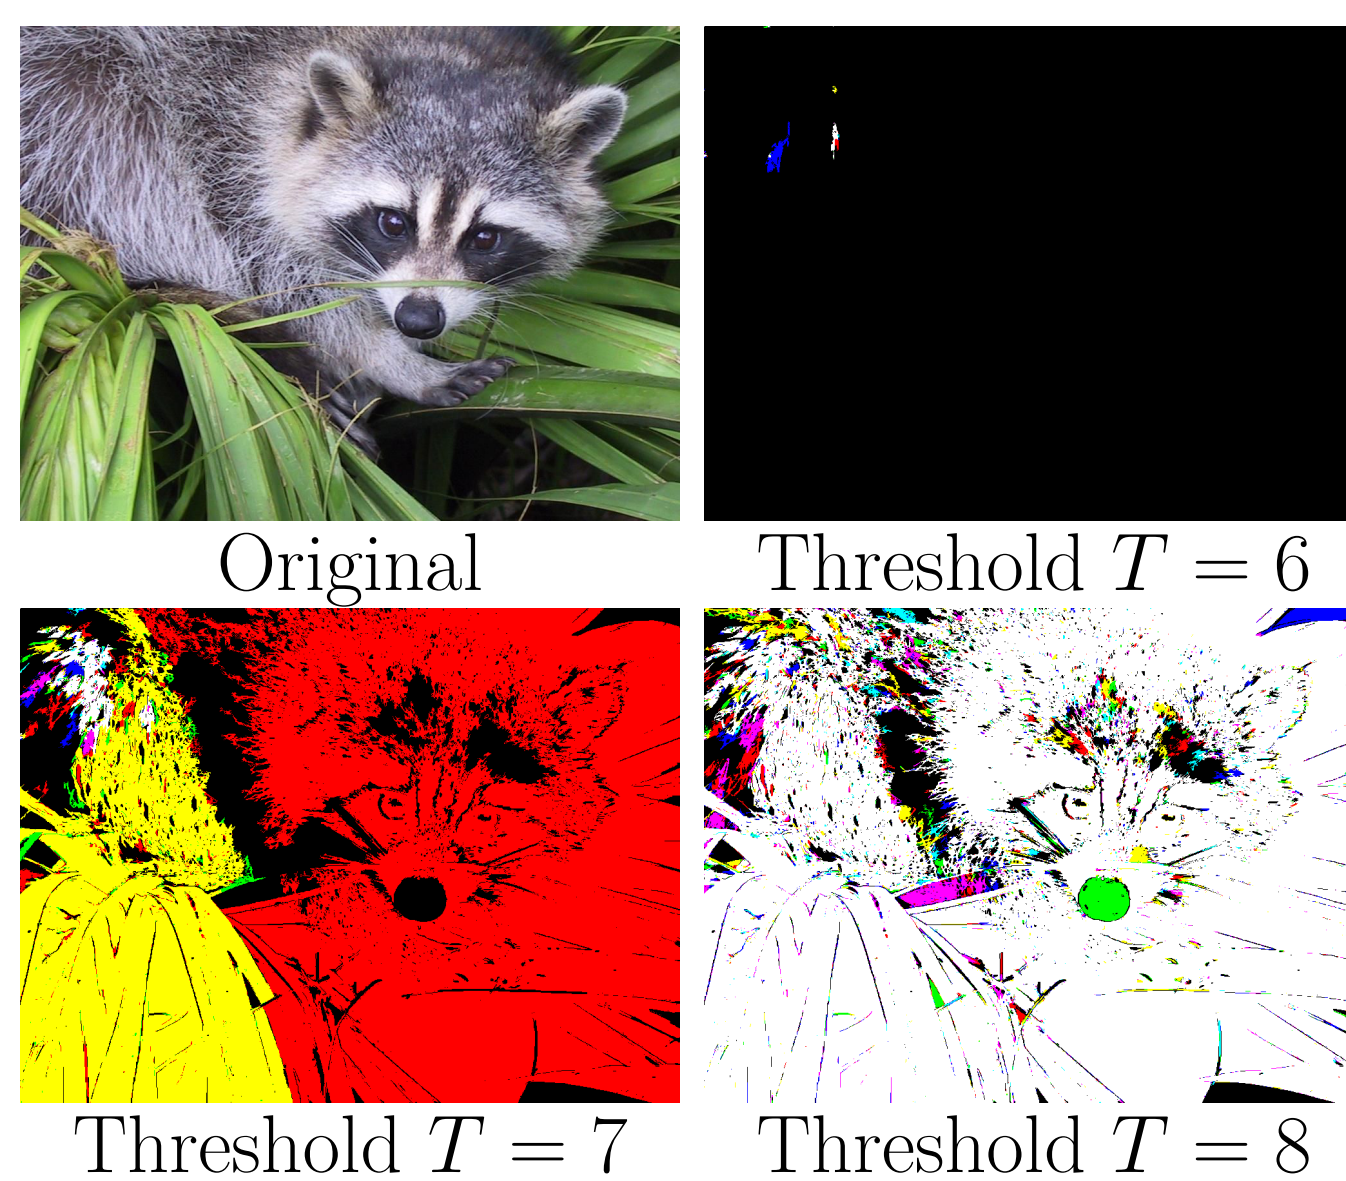 Original
Threshold T = 6
Threshold T = 7
Threshold T = 8